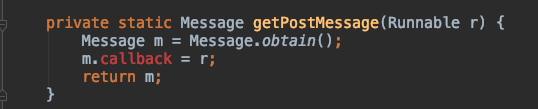 private static Message getPostMessage(Runnable r) {
Message m = Message.obtain();
m.callback = r;
return m;
}